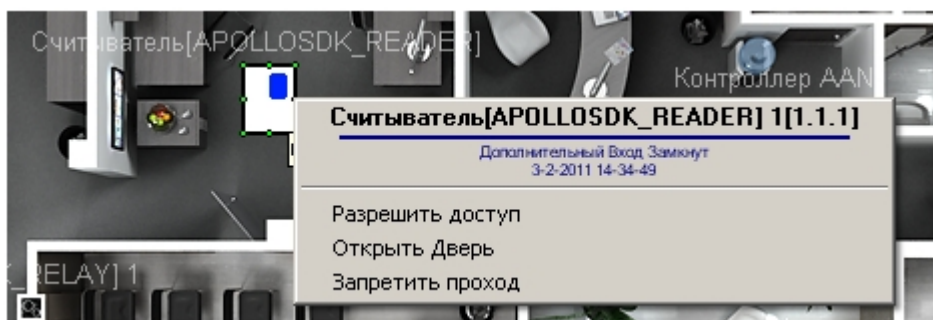 Считыватель[APOLLOSDK_READER]
Контроллер AAN
Считыватель[APOLLOSDK_READER] 1[1.1.1]
Дополнительный Вход Замкнут
3-2-2011 14-34-49
Разрешить доступ
Открыть Дверь
Запретить проход
_RELAY] 1